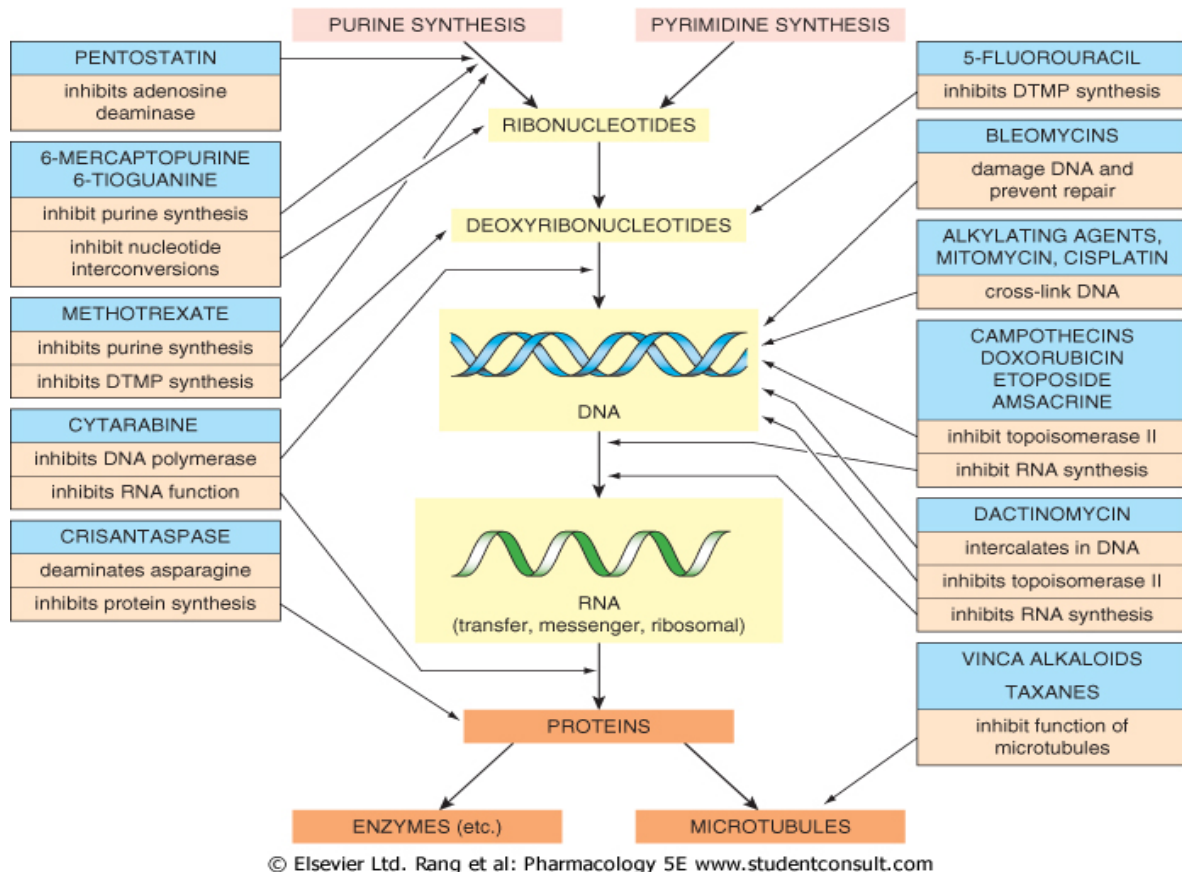 PURINE SYNTHESIS
PYRIMIDINE SYNTHESIS
PENTOSTATIN
inhibits adenosine
deaminase
6-MERCAPTOPURINE
6-TIOGUANINE
inhibit purine synthesis
inhibit nucleotide
interconversions
METHOTREXATE
inhibits purine synthesis
inhibits DTMP synthesis
CYTARABINE
inhibits DNA polymerase
inhibits RNA function
CRISANTASPASE
deaminates asparagine
inhibits protein synthesis
RIBONUCLEOTIDES
DEOXYRIBONUCLEOTIDES
DNA
RNA
(transfer, messenger, ribosomal)
PROTEINS
ENZYMES (etc.)
MICROTUBULES
5-FLUOROURACIL
inhibits DTMP synthesis
BLEOMYCINS
damage DNA and
prevent repair
ALKYLATING AGENTS,
MITOMYCIN, CISPLATIN
cross-link DNA
CAMPOTHECINS
DOXORUBICIN
ETOPOSIDE
AMSACRINE
inhibit topoisomerase II
inhibit RNA synthesis
DACTINOMYCIN
intercalates in DNA
inhibits topoisomerase II
inhibits RNA synthesis
VINCA ALKALOIDS
TAXANES
inhibit function of
microtubules
© Elsevier Ltd. Rang et al: Pharmacology 5E www.studentconsult.com